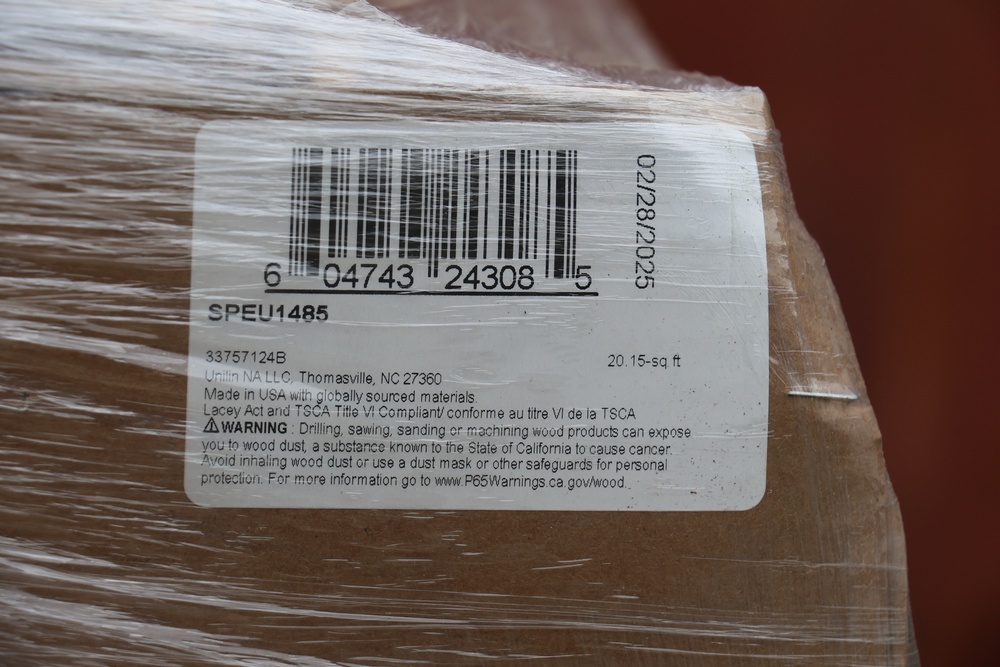 02/28/2025
6 04743 24308 5
SPEU1485
33757124B 20.15-sq ft
Unilin NA LLC, Thomasville, NC 27360
Made in USA with globally sourced materials.
Lacey Act and TSCA Title VI Compliant/ conforme au titre VI de la TSCA
⚠WARNING : Drilling, sawing, sanding or machining wood products can expose
you to wood dust, a substance known to the State of California to cause cancer.
Avoid inhaling wood dust or use a dust mask or other safeguards for personal
protection. For more information go to www.P65Warnings.ca.gov/wood.